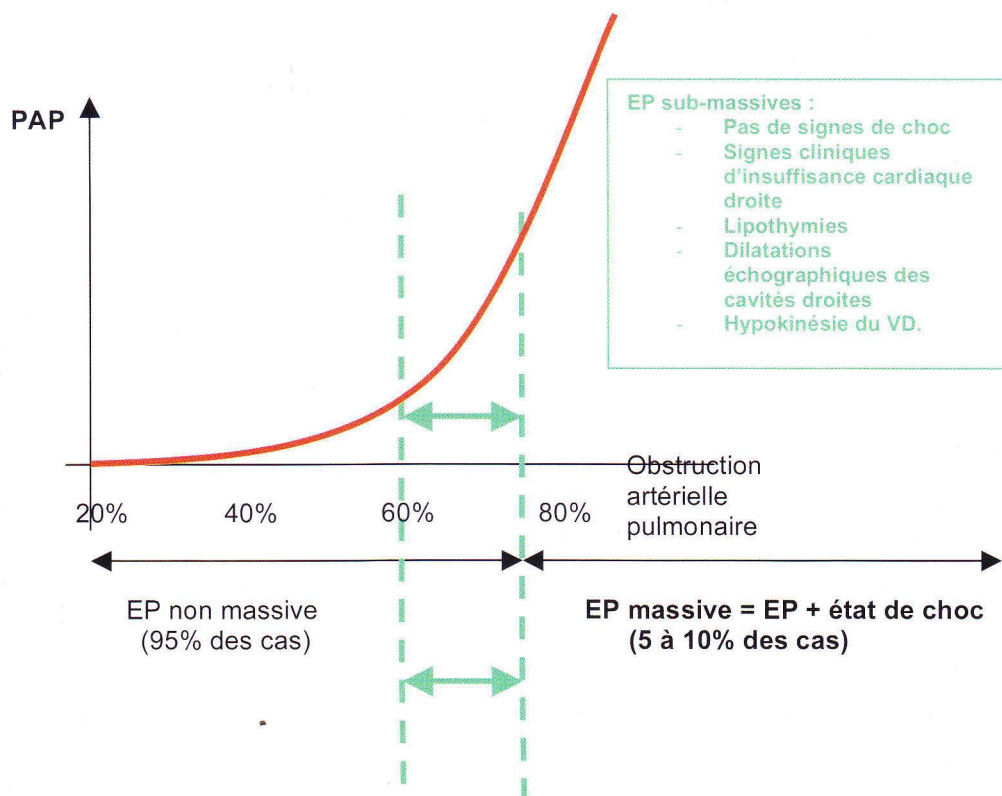 PAP
EP sub-massives :
- Pas de signes de choc
- Signes cliniques
d'insuffisance cardiaque
droite
- Lipothymies
- Dilatations
échographiques des
cavités droites
- Hypokinésie du VD.
20% 40% 60% 80%
Obstruction
artérielle
pulmonaire
EP non massive
(95% des cas)
EP massive = EP + état de choc
(5 à 10% des cas)